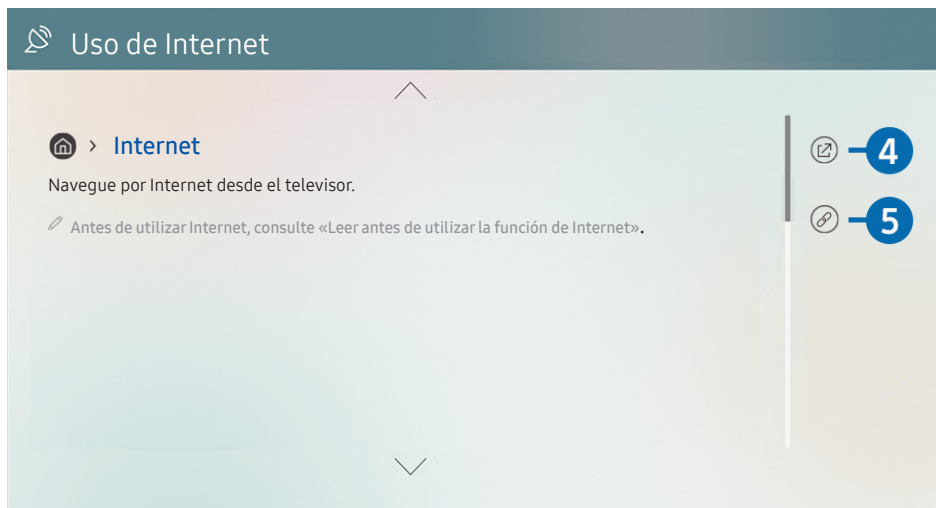 Uso de Internet
> Internet
Navegue por Internet desde el televisor.
Antes de utilizar Internet, consulte «Leer antes de utilizar la función de Internet».
4
5